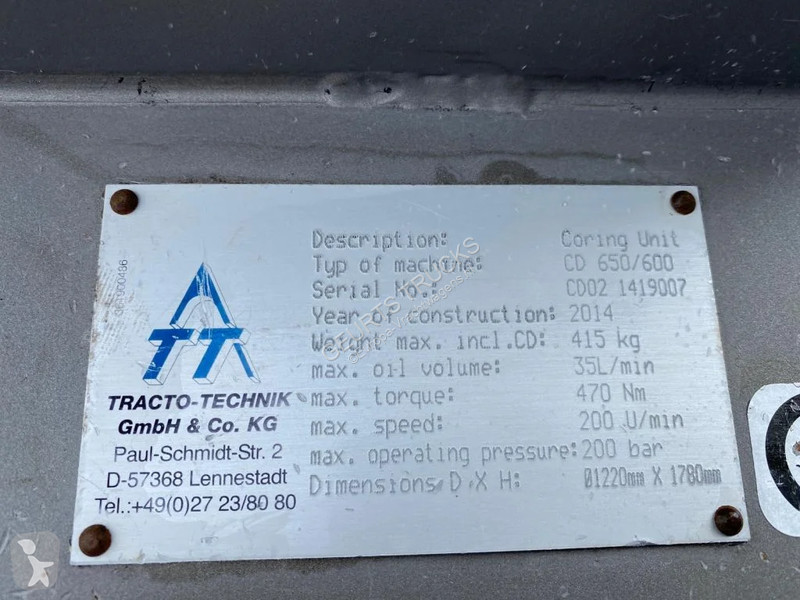 Description: Coring Unit
Typ of machine: CD 650/600
Serial No.: CD02 1419007
Year of construction: 2014
Weight max. incl.CD: 415 kg
max. oil volume: 35L/min
max. torque: 470 Nm
max. speed: 200 U/min
max. operating pressure: 200 bar
Dimensions D X H: Ø1220mm X 1780mm
TT
TRACTO-TECHNIK
GmbH & Co. KG
Paul-Schmidt-Str. 2
D-57368 Lennestadt
Tel.:+49(0)27 23/80 80